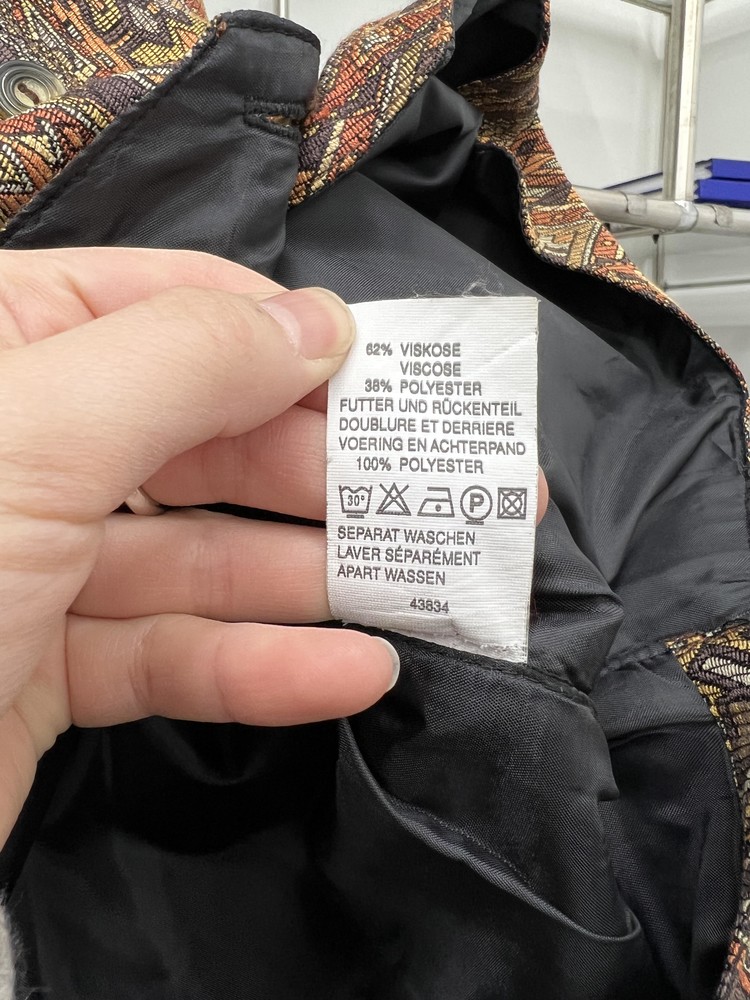 62% VISKOSE
VISCOSE
38% POLYESTER
FUTTER UND RÜCKENTEIL
DOUBLURE ET DERRIERE
VOERING EN ACHTERPAND
100% POLYESTER
30° P
SEPARAT WASCHEN
LAVER SÉPARÉMENT
APART WASSEN
43834